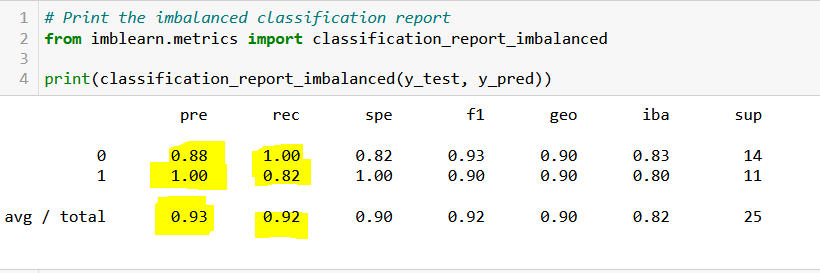 1 # Print the imbalanced classification report
2 from imblearn.metrics import classification_report_imbalanced
3
4 print(classification_report_imbalanced(y_test, y_pred))
pre rec spe f1 geo iba sup
0 0.88 1.00 0.82 0.93 0.90 0.83 14
1 1.00 0.82 1.00 0.90 0.90 0.80 11
avg / total 0.93 0.92 0.90 0.92 0.90 0.82 25